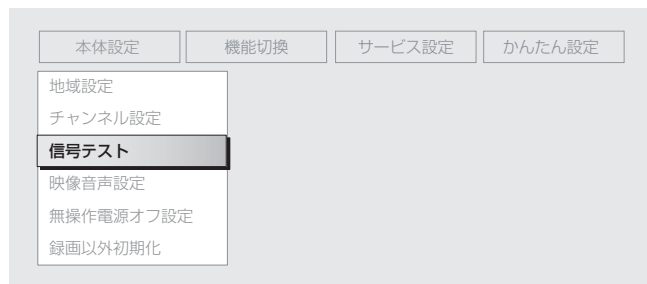 本体設定 機能切換 サービス設定 かんたん設定
地域設定
チャンネル設定
信号テスト
映像音声設定
無操作電源オフ設定
録画以外初期化